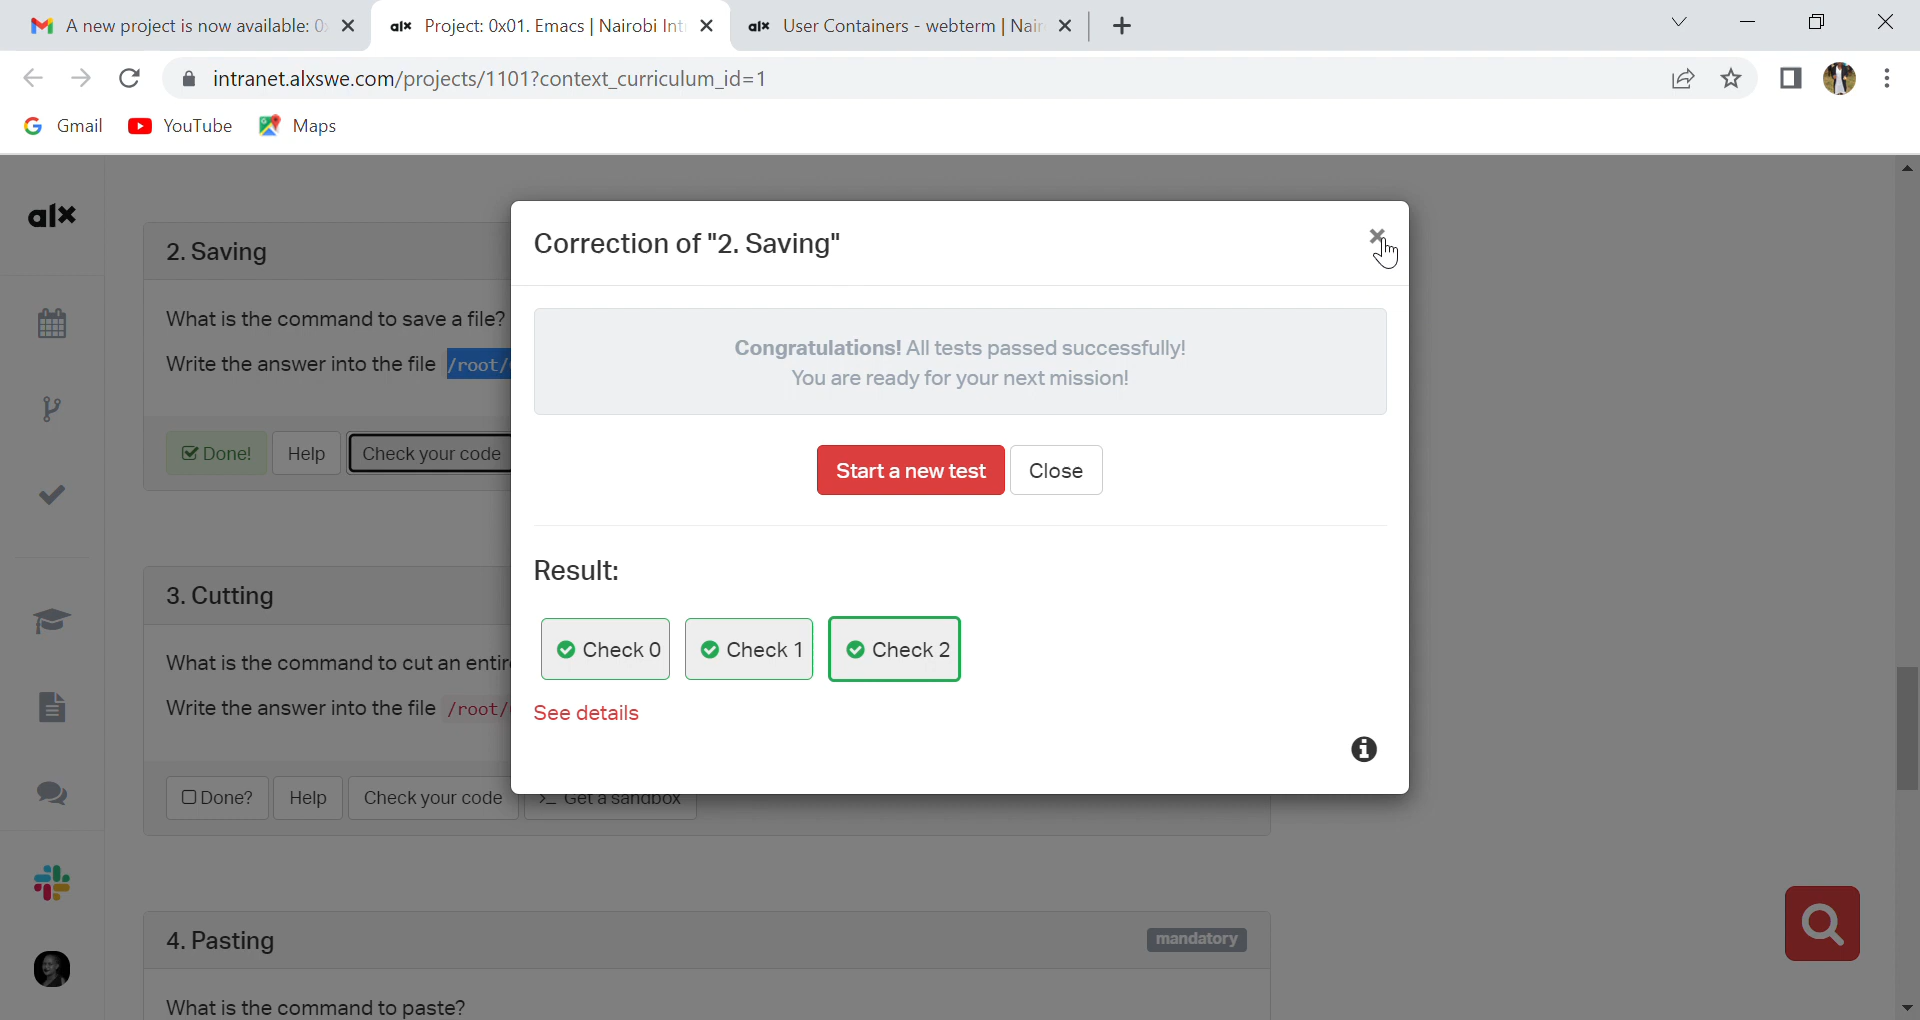 A new project is now available: 0
alx Project: 0x01. Emacs | Nairobi Int
alx User Containers - webterm | Nair
intranet.alxswe.com/projects/1101?context_curriculum_id=1
Gmail YouTube Maps
alx
2. Saving
What is the command to save a file?
Write the answer into the file /root/
Done! Help Check your code
3. Cutting
What is the command to cut an entir
Write the answer into the file /root/
Done? Help Check your code >_ Get a sandbox
4. Pasting mandatory
What is the command to paste?
Correction of "2. Saving"
Congratulations! All tests passed successfully!
You are ready for your next mission!
Start a new test Close
Result:
Check 0 Check 1 Check 2
See details